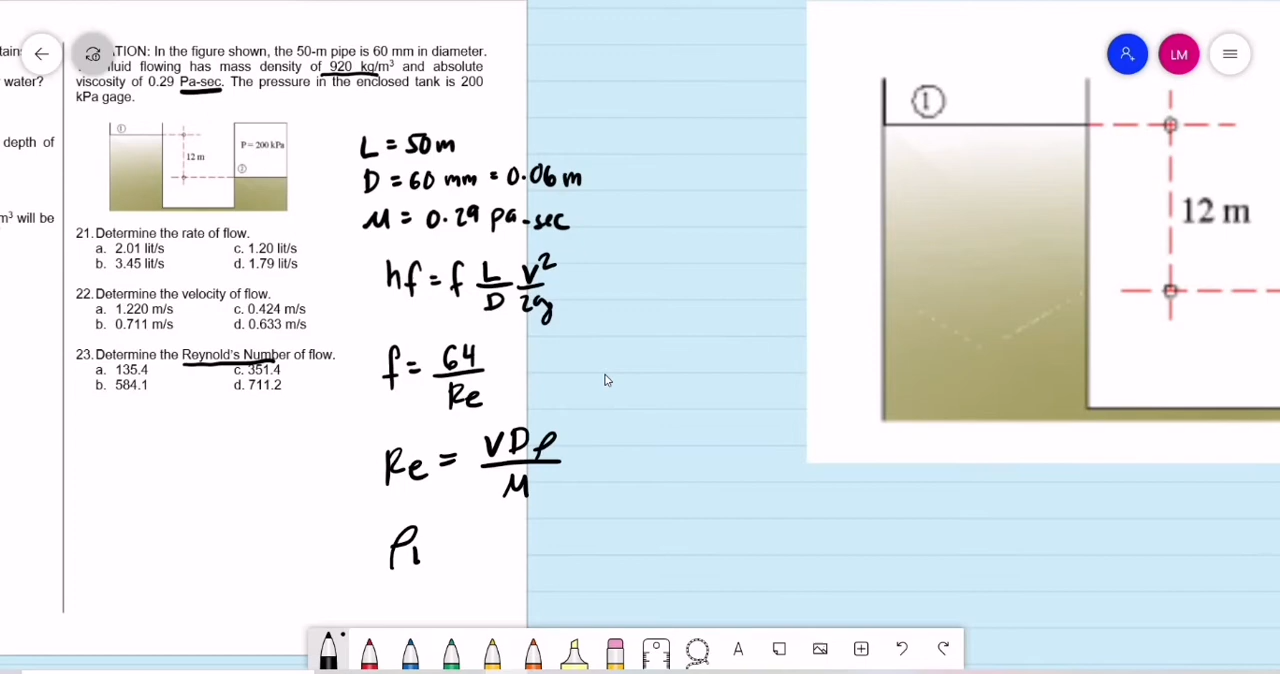 tain
water?
depth of
m³ will be
TION: In the figure shown, the 50-m pipe is 60 mm in diameter.
fluid flowing has mass density of 920 kg/m³ and absolute
viscosity of 0.29 Pa-sec. The pressure in the enclosed tank is 200
kPa gage.
①
12 m
P = 200 kPa
②
21. Determine the rate of flow.
a. 2.01 lit/s c. 1.20 lit/s
b. 3.45 lit/s d. 1.79 lit/s
22. Determine the velocity of flow.
a. 1.220 m/s c. 0.424 m/s
b. 0.711 m/s d. 0.633 m/s
23. Determine the Reynold's Number of flow.
a. 135.4 c. 351.4
b. 584.1 d. 711.2
L = 50 m
D = 60 mm = 0.06 m
μ = 0.29 pa-sec
hf = f L/D V²/2g
f = 64/Re
Re = VDρ/μ
ρ1
①
12 m
LM
A